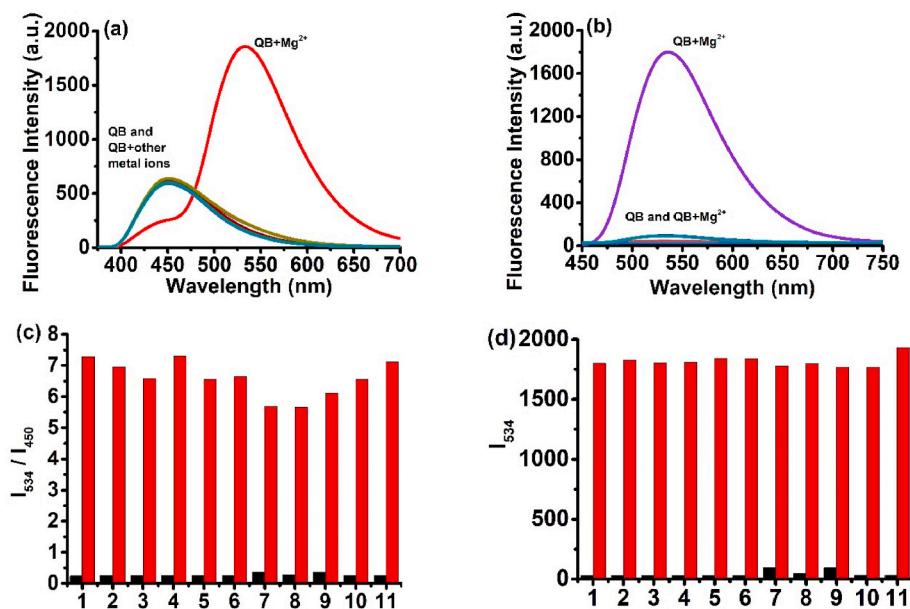 (a)
Fluorescence Intensity (a.u.)
2000
1500
1000
500
0
QB+Mg²⁺
QB and
QB+other
metal ions
400 450 500 550 600 650 700
Wavelength (nm)
(b)
Fluorescence Intensity (a.u.)
2000
1600
1200
800
400
0
QB+Mg²⁺
QB and QB+Mg²⁺
450 500 550 600 650 700 750
Wavelength (nm)
(c)
I₅₃₄ / I₄₅₀
8
7
6
5
4
3
2
1
0
1 2 3 4 5 6 7 8 9 10 11
(d)
I₅₃₄
2000
1500
1000
500
0
1 2 3 4 5 6 7 8 9 10 11